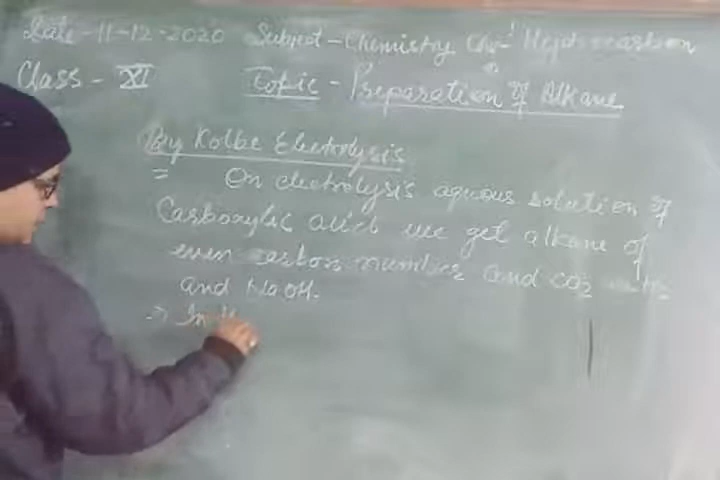 Date-11-12-2020 Subject-Chemistry Ch- Hydrocarbon
Class - XI Topic - Preparation of Alkane
By Kolbe Electrolysis
= On electrolysis aqueous solution of
Carboxylic acid we get alkane of
even carbon number and CO2
and NaOH.
→ In